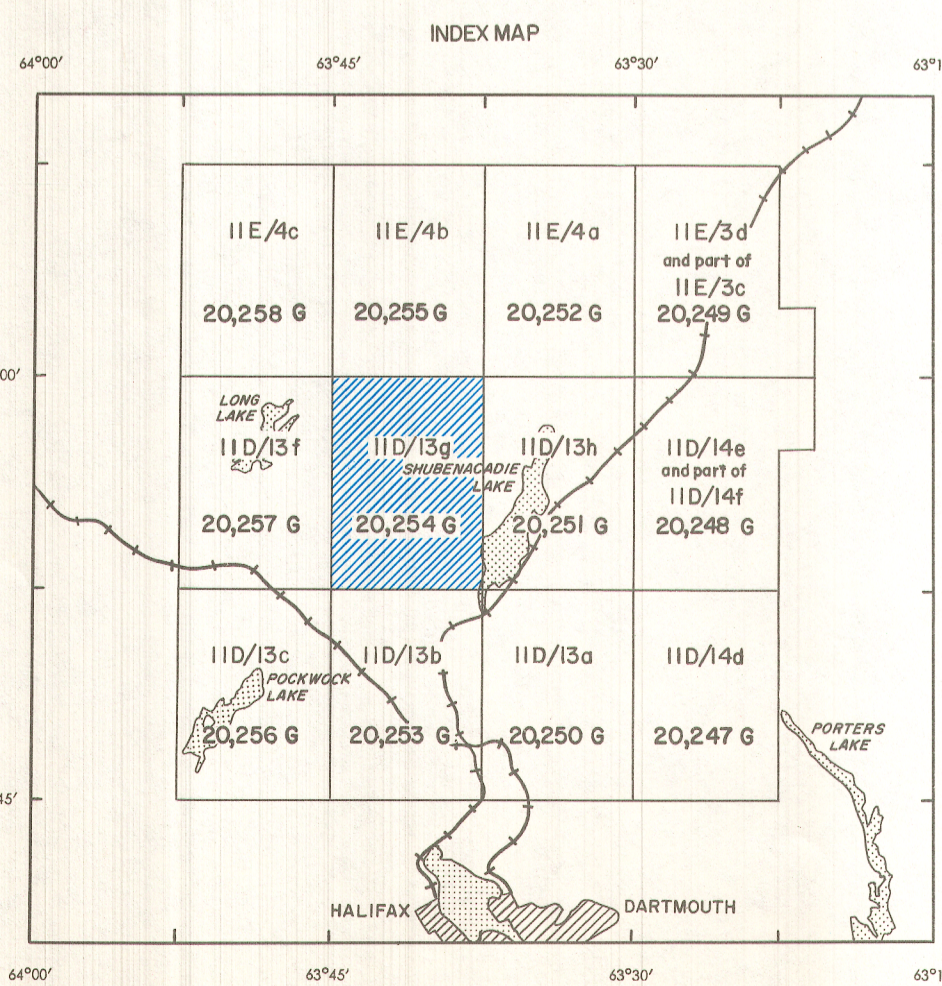 INDEX MAP
64°00′ 63°45′ 63°30′ 63°1
11E/4c 11E/4b 11E/4a 11E/3d
and part of
11E/3c
20,258 G 20,255 G 20,252 G 20,249 G
00′
LONG
LAKE
11D/13f 11D/13g 11D/13h 11D/14e
SHUBENACADIE
LAKE
and part of
11D/14f
20,257 G 20,254 G 20,251 G 20,248 G
11D/13c 11D/13b 11D/13a 11D/14d
POCKWOCK
LAKE
20,256 G 20,253 G 20,250 G 20,247 G
PORTERS
LAKE
45′
HALIFAX DARTMOUTH
64°00′ 63°45′ 63°30′ 63°1